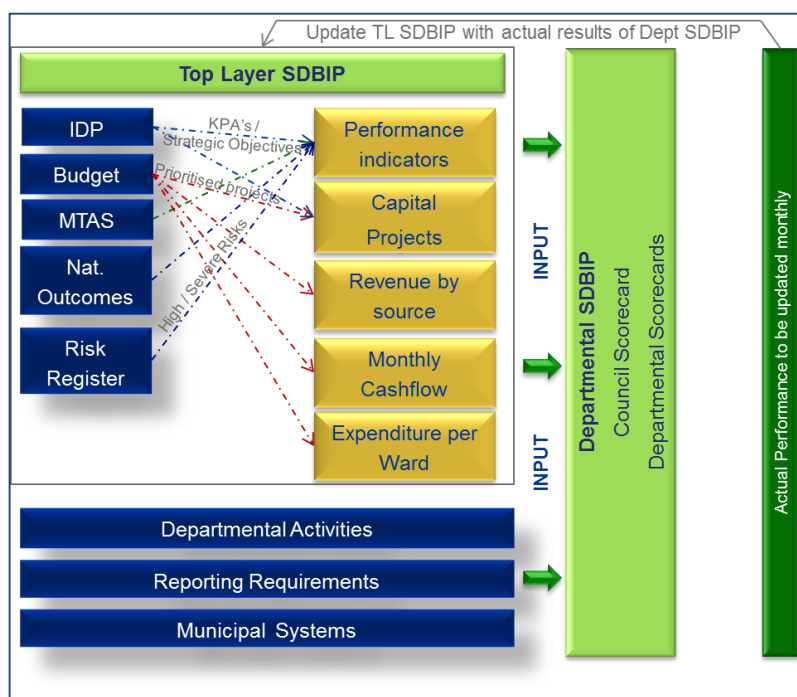 Update TL SDBIP with actual results of Dept SDBIP
Top Layer SDBIP
IDP
Budget
MTAS
Nat.
Outcomes
Risk
Register
KPA's /
Strategic Objectives
Prioritised projects
High / Severe Risks
Performance
indicators
Capital
Projects
Revenue by
source
Monthly
Cashflow
Expenditure per
Ward
INPUT
INPUT
Departmental SDBIP
Council Scorecard
Departmental Scorecards
Actual Performance to be updated monthly
Departmental Activities
Reporting Requirements
Municipal Systems